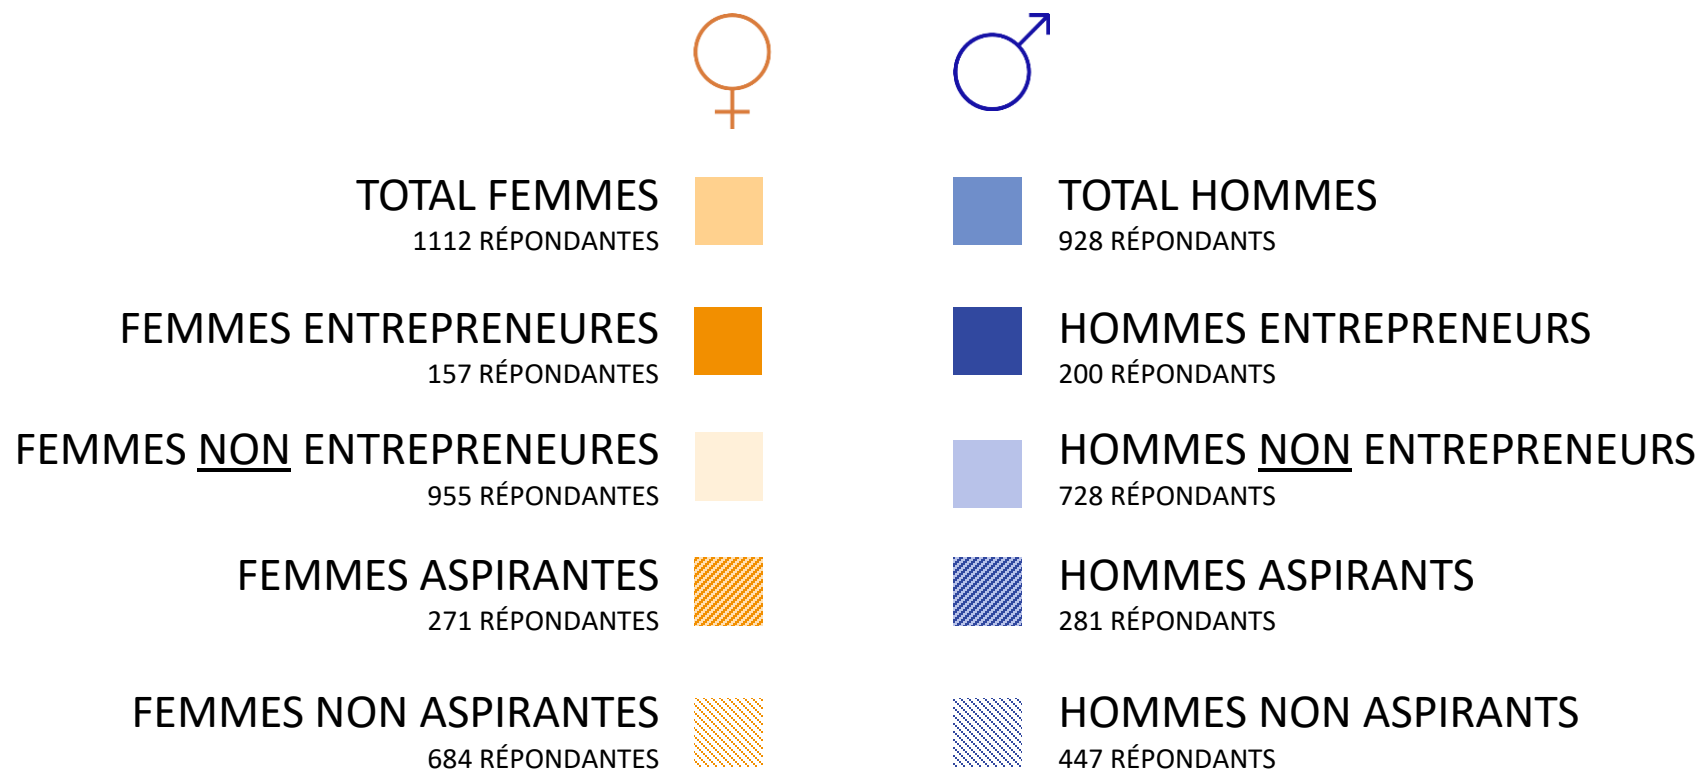 TOTAL FEMMES
1112 RÉPONDANTES
TOTAL HOMMES
928 RÉPONDANTS
FEMMES ENTREPRENEURES
157 RÉPONDANTES
HOMMES ENTREPRENEURS
200 RÉPONDANTS
FEMMES NON ENTREPRENEURES
955 RÉPONDANTES
HOMMES NON ENTREPRENEURS
728 RÉPONDANTS
FEMMES ASPIRANTES
271 RÉPONDANTES
HOMMES ASPIRANTS
281 RÉPONDANTS
FEMMES NON ASPIRANTES
684 RÉPONDANTES
HOMMES NON ASPIRANTS
447 RÉPONDANTS